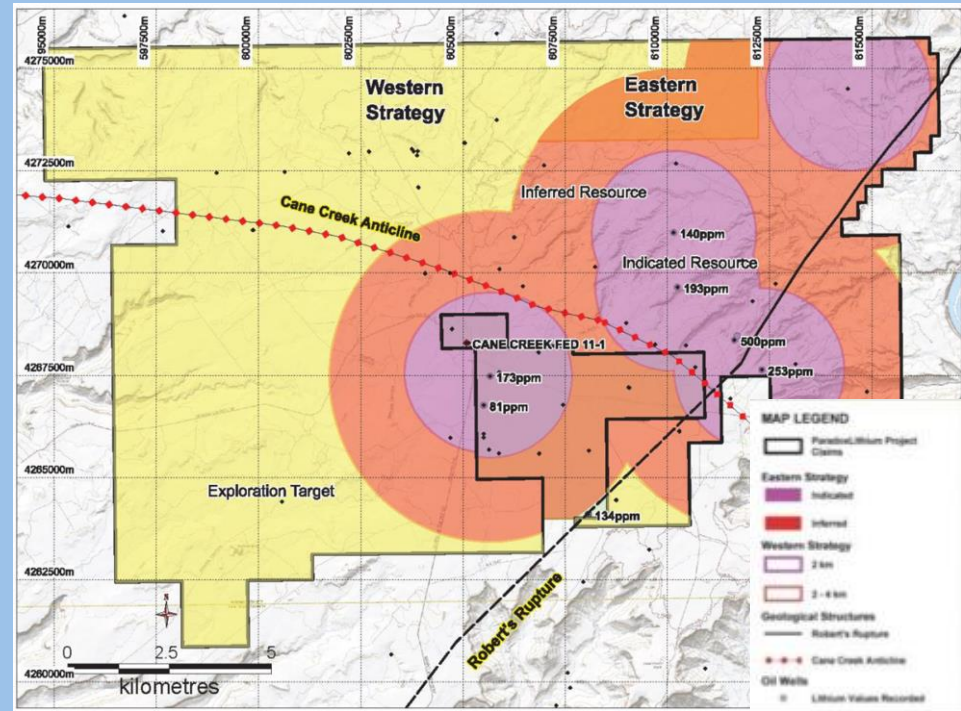 595000m
597500m
600000m
602500m
605000m
607500m
610000m
612500m
615000m
4275000m
Western
Strategy
Eastern
Strategy
4272500m
Inferred Resource
Cane Creek Anticline
140ppm
4270000m
Indicated Resource
193ppm
CANE CREEK FED 11-1
500ppm
4267500m
173ppm
253ppm
81ppm
4265000m
Exploration Target
134ppm
4262500m
Robert's Rupture
N
0 2.5 5
kilometres
4260000m
MAP LEGEND
ParadoxLithium Project
Claims
Eastern Strategy
Indicated
Inferred
Western Strategy
2 km
2 - 4 km
Geological Structures
Robert's Rupture
Cane Creek Anticline
Oil Wells
Lithium Values Recorded